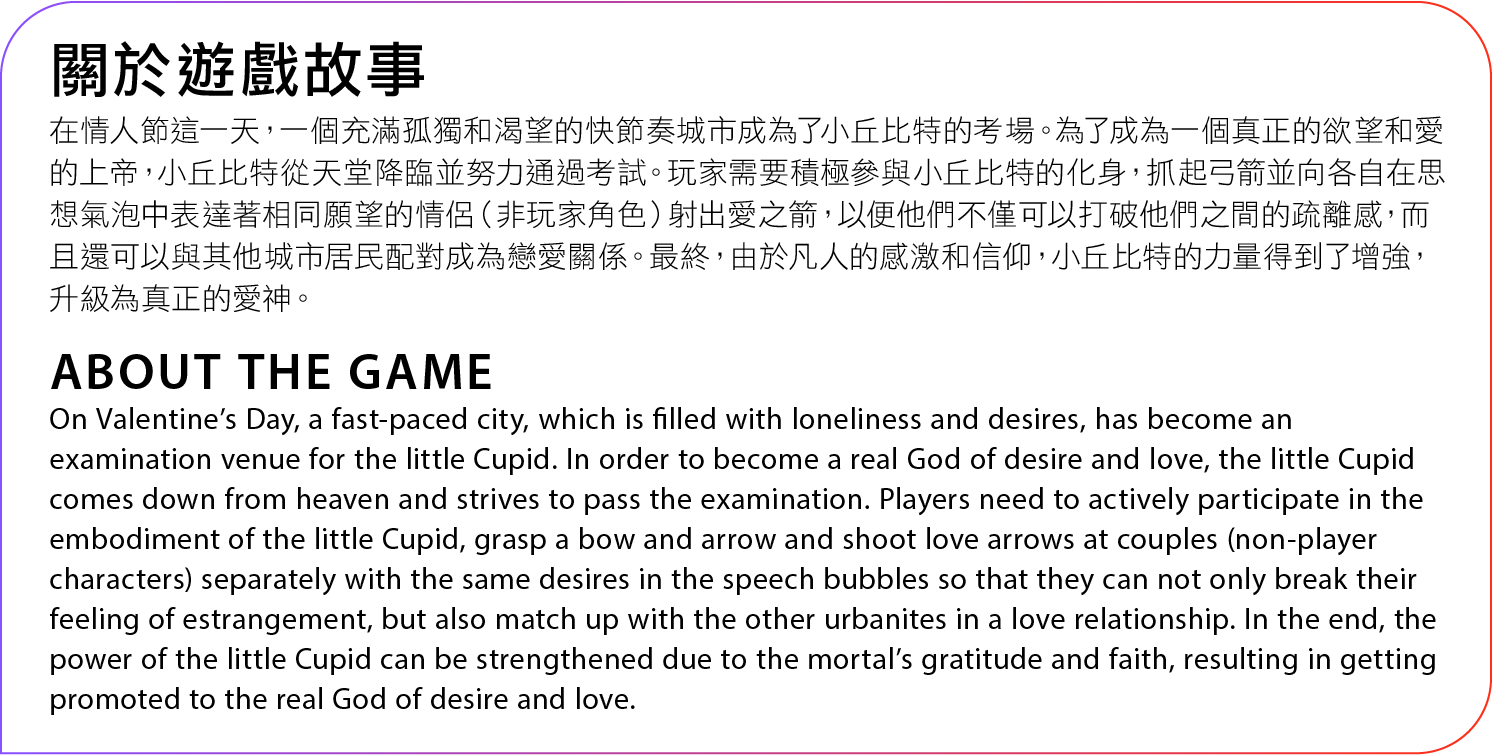 關於遊戲故事
在情人節這一天，一個充滿孤獨和渴望的快節奏城市成為了小丘比特的考場。為了成為一個真正的欲望和愛
的上帝，小丘比特從天堂降臨並努力通過考試。玩家需要積極參與小丘比特的化身，抓起弓箭並向各自在思
想氣泡中表達著相同願望的情侶（非玩家角色）射出愛之箭，以便他們不僅可以打破他們之間的疏離感，而
且還可以與其他城市居民配對成為戀愛關係。最終，由於凡人的感激和信仰，小丘比特的力量得到了增強，
升級為真正的愛神。
ABOUT THE GAME
On Valentine’s Day, a fast-paced city, which is filled with loneliness and desires, has become an
examination venue for the little Cupid. In order to become a real God of desire and love, the little Cupid
comes down from heaven and strives to pass the examination. Players need to actively participate in the
embodiment of the little Cupid, grasp a bow and arrow and shoot love arrows at couples (non-player
characters) separately with the same desires in the speech bubbles so that they can not only break their
feeling of estrangement, but also match up with the other urbanites in a love relationship. In the end, the
power of the little Cupid can be strengthened due to the mortal’s gratitude and faith, resulting in getting
promoted to the real God of desire and love.